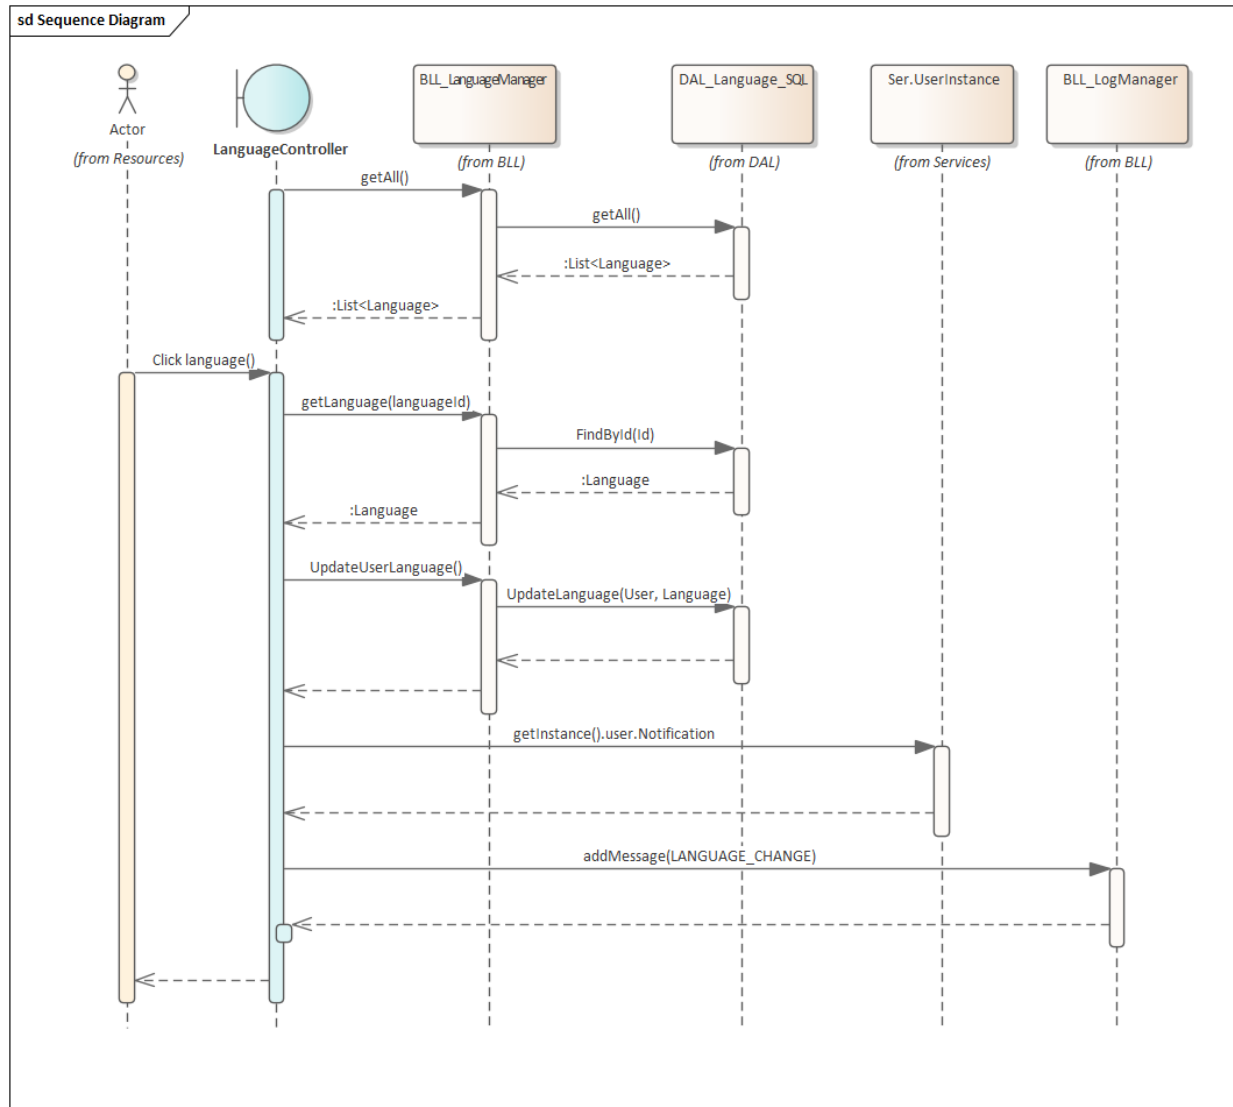 sd Sequence Diagram
BLL_LanguageManager
DAL_Language_SQL
Ser.UserInstance
BLL_LogManager
Actor
(from Resources)
LanguageController
(from BLL)
(from DAL)
(from Services)
(from BLL)
getAll()
getAll()
:List<Language>
:List<Language>
Click language()
getLanguage(languageId)
FindById(Id)
:Language
:Language
UpdateUserLanguage()
UpdateLanguage(User, Language)
getInstance().user.Notification
addMessage(LANGUAGE_CHANGE)